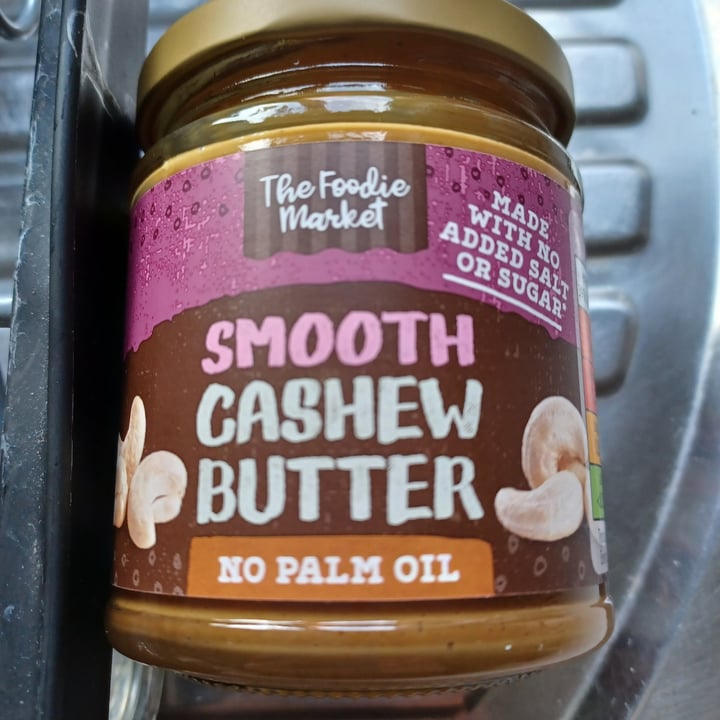 The Foodie
Market
MADE
WITH NO
ADDED SALT
OR SUGAR*
SMOOTH
CASHEW
BUTTER
NO PALM OIL